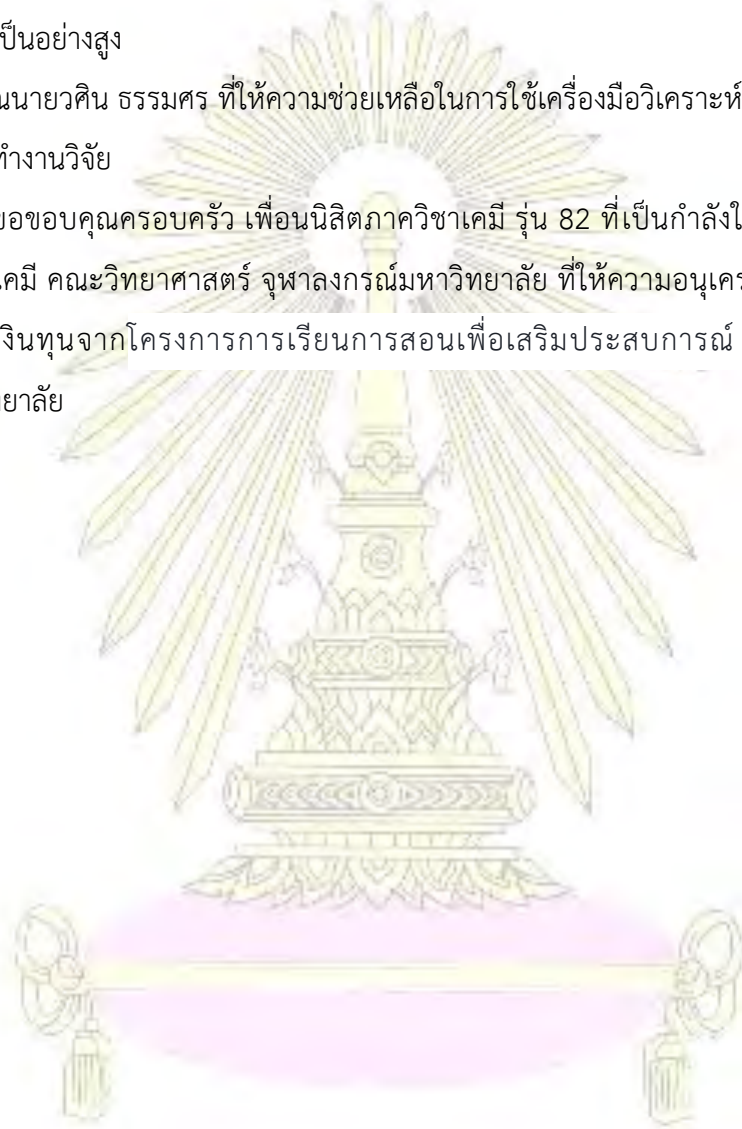 เป็นอย่างสูง
นนายวศิน ธรรมศร ที่ให้ความช่วยเหลือในการใช้เครื่องมือวิเคราะห์
ทำงานวิจัย
ขอขอบคุณครอบครัว เพื่อนนิสิตภาควิชาเคมี รุ่น 82 ที่เป็นกำลังใ
เคมี คณะวิทยาศาสตร์ จุฬาลงกรณ์มหาวิทยาลัย ที่ให้ความอนุเคร
งินทุนจากโครงการการเรียนการสอนเพื่อเสริมประสบการณ์
ยาลัย